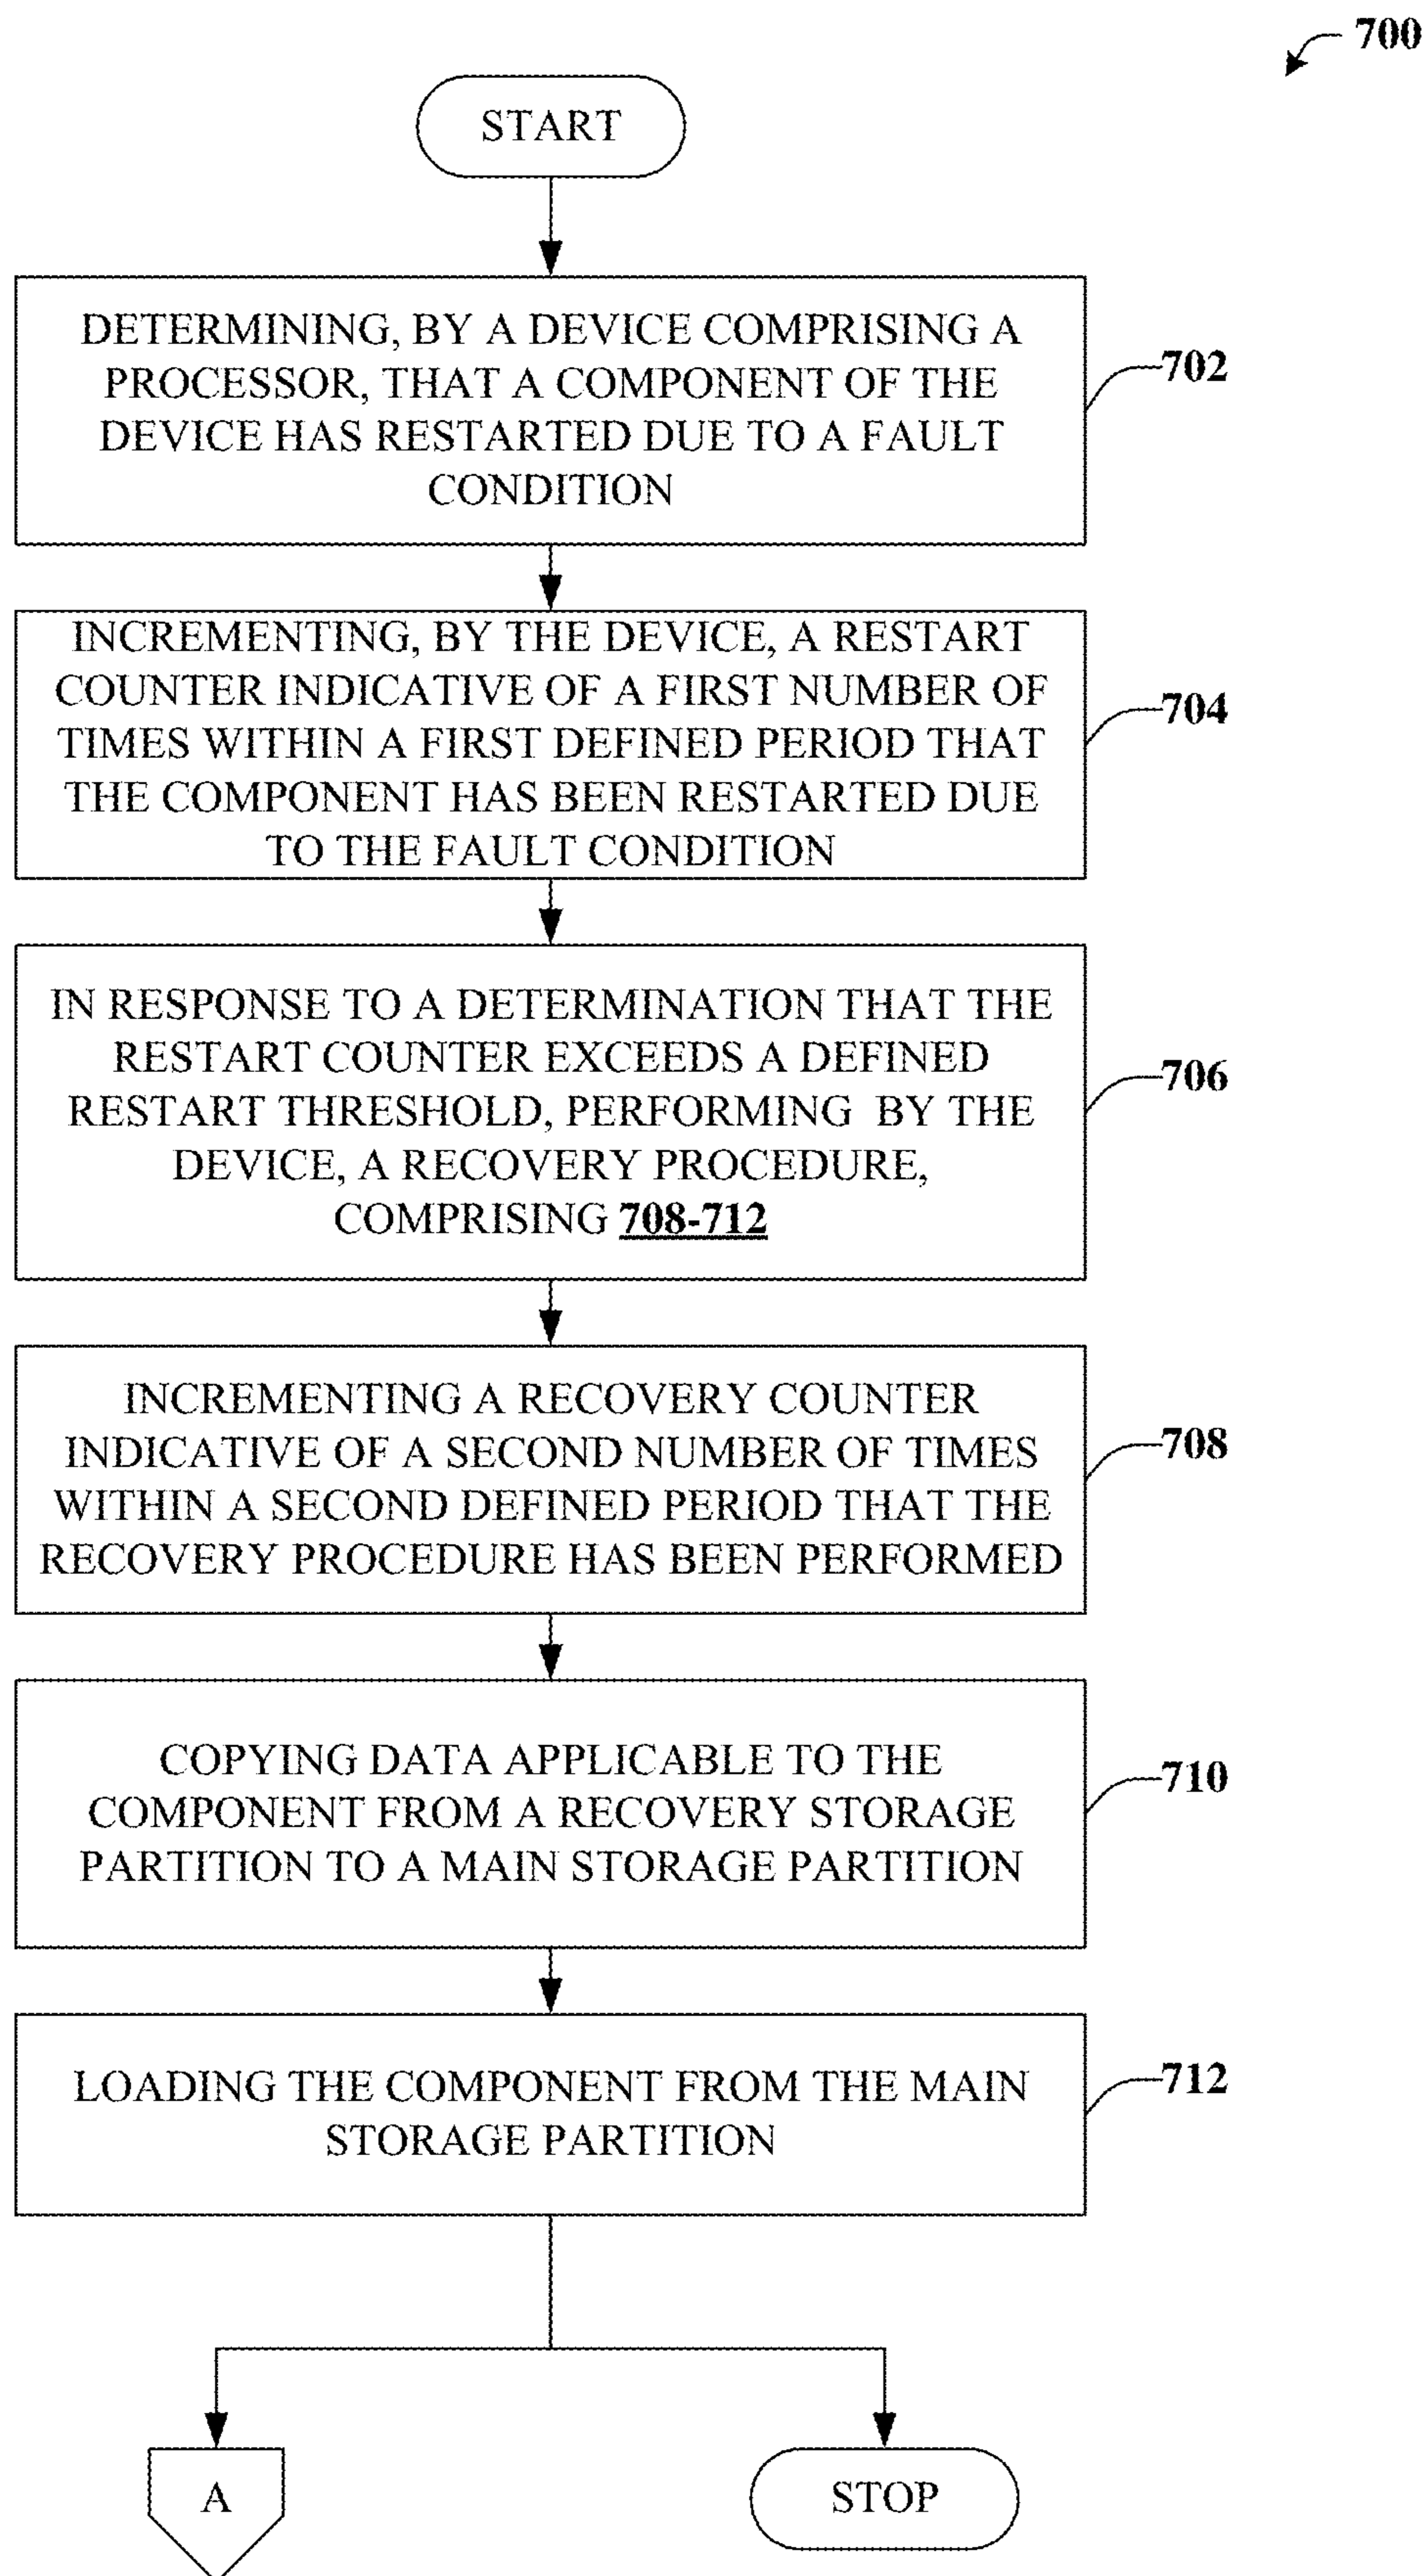 700
START
DETERMINING, BY A DEVICE COMPRISING A
PROCESSOR, THAT A COMPONENT OF THE
DEVICE HAS RESTARTED DUE TO A FAULT
CONDITION
702
INCREMENTING, BY THE DEVICE, A RESTART
COUNTER INDICATIVE OF A FIRST NUMBER OF
TIMES WITHIN A FIRST DEFINED PERIOD THAT
THE COMPONENT HAS BEEN RESTARTED DUE
TO THE FAULT CONDITION
704
IN RESPONSE TO A DETERMINATION THAT THE
RESTART COUNTER EXCEEDS A DEFINED
RESTART THRESHOLD, PERFORMING BY THE
DEVICE, A RECOVERY PROCEDURE,
COMPRISING 708-712
706
INCREMENTING A RECOVERY COUNTER
INDICATIVE OF A SECOND NUMBER OF TIMES
WITHIN A SECOND DEFINED PERIOD THAT THE
RECOVERY PROCEDURE HAS BEEN PERFORMED
708
COPYING DATA APPLICABLE TO THE
COMPONENT FROM A RECOVERY STORAGE
PARTITION TO A MAIN STORAGE PARTITION
710
LOADING THE COMPONENT FROM THE MAIN
STORAGE PARTITION
712
A
STOP